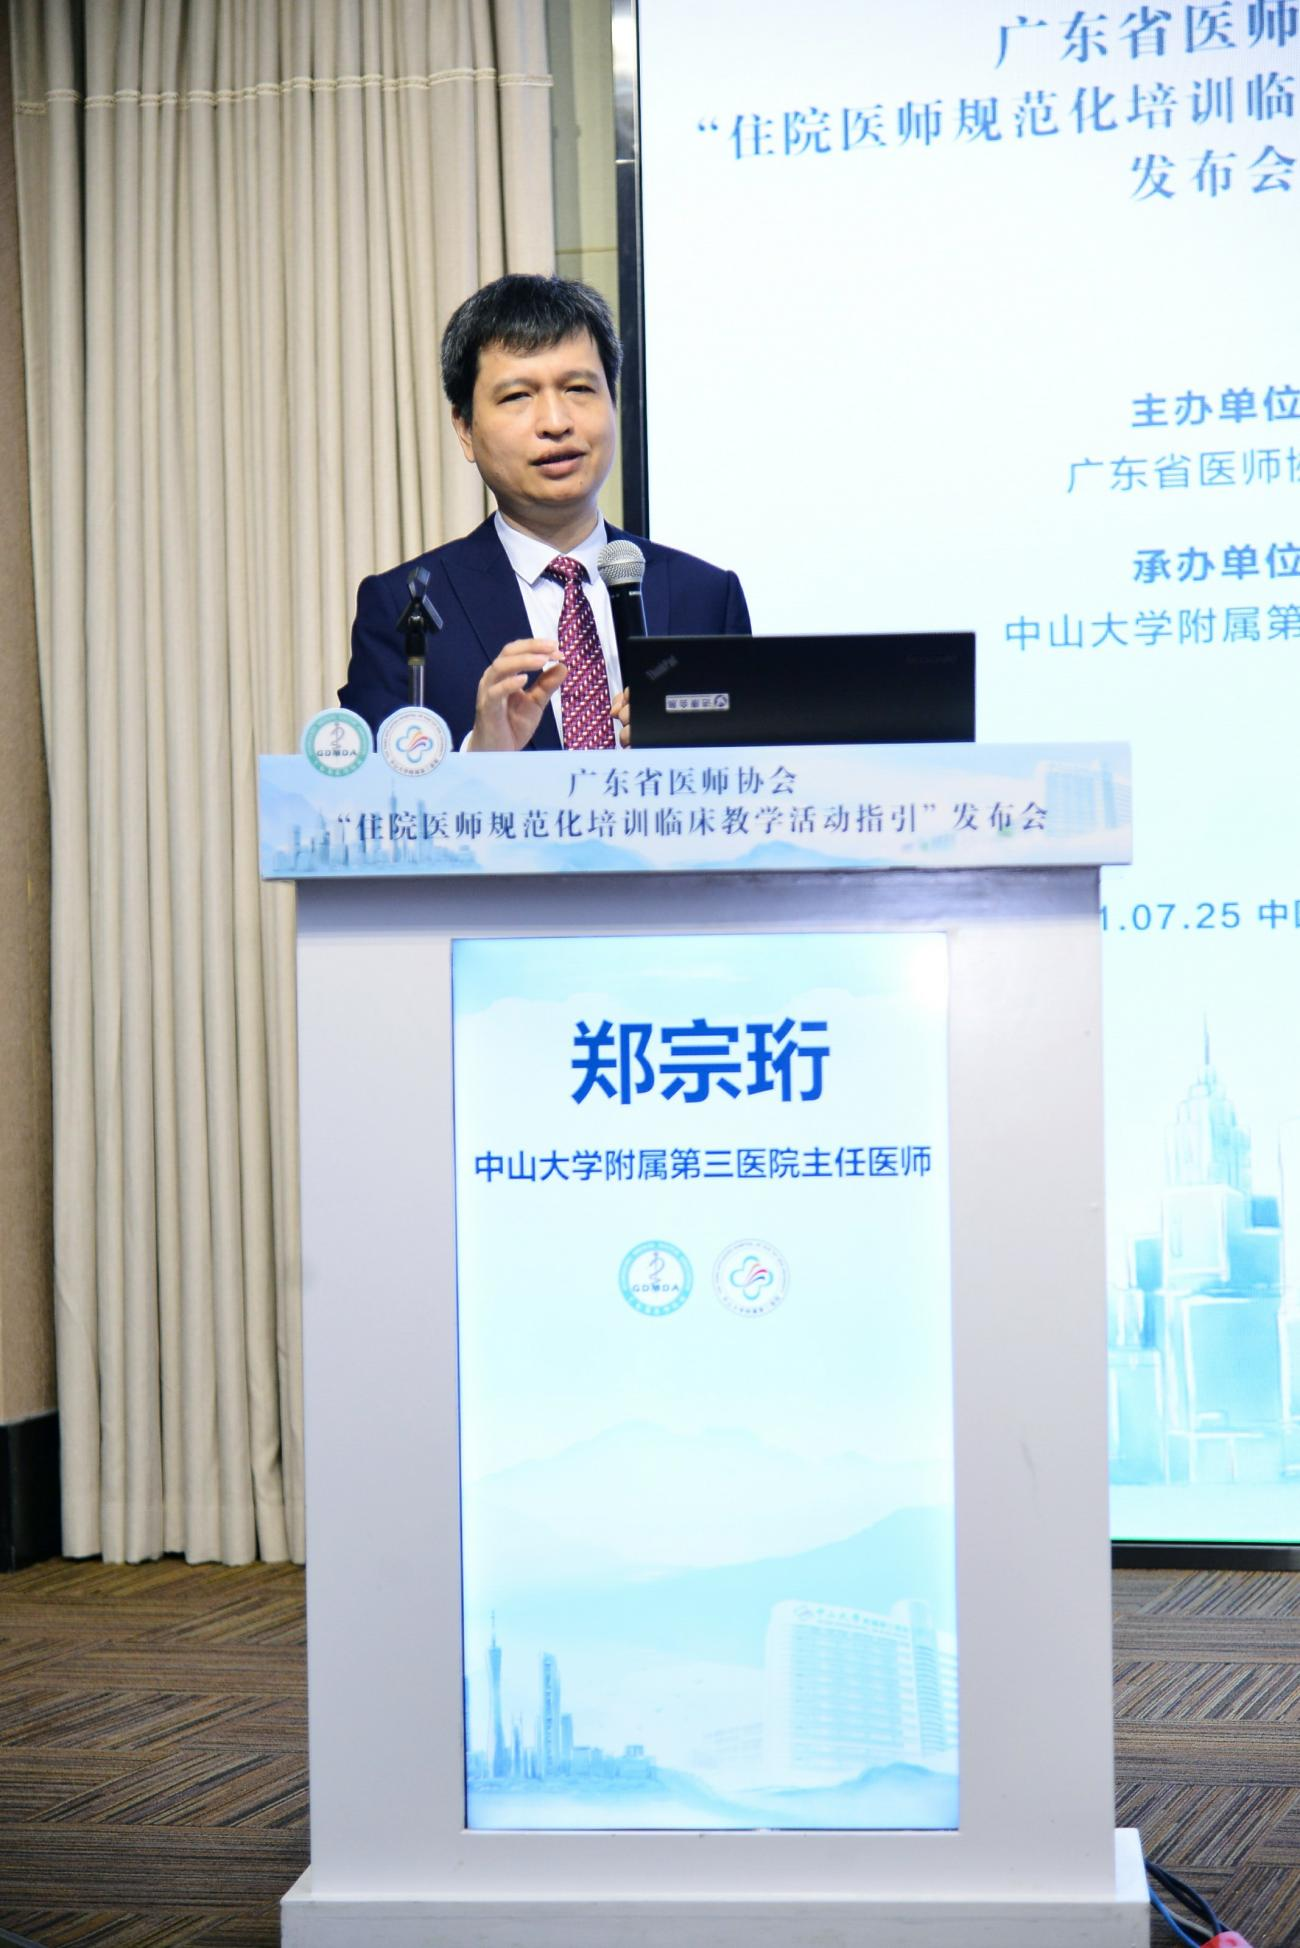 广东省医师
“住院医师规范化培训临
发布会
主办单位
广东省医师协
承办单位
中山大学附属第
1.07.25 中国
ThinkPad
GDMDA
广东省医师协会
“住院医师规范化培训临床教学活动指引”发布会
郑宗珩
中山大学附属第三医院主任医师
GDMDA